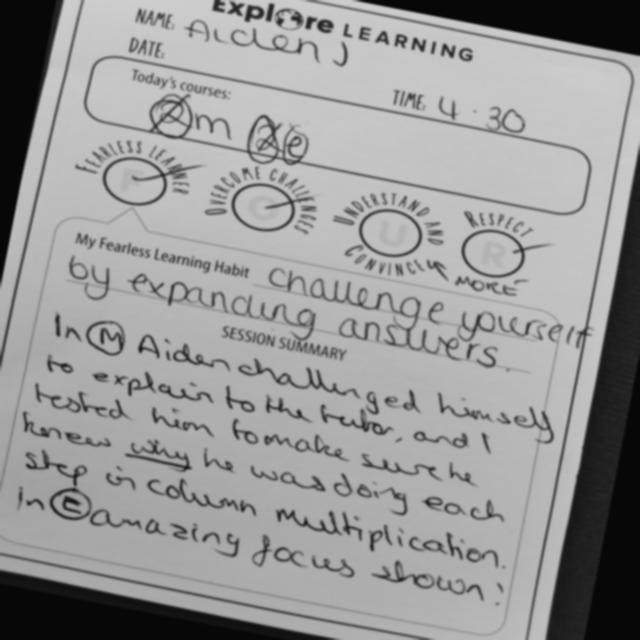 Explore LEARNING
NAME: Aiden J
DATE:
TIME: 4:30
Today's courses:
m e
FEARLESS LEARNER
OVERCOME CHALLENGES
UNDERSTAND AND CONVINCE
RESPECT
MORE
F
G
U
R
My Fearless Learning Habit challenge yourself
by expanding answers.
SESSION SUMMARY
In M Aiden challenged himself
to explain to the tutor, and I
tested him to make sure he
knew why he was doing each
step in column multiplication.
In E amazing focus shown!